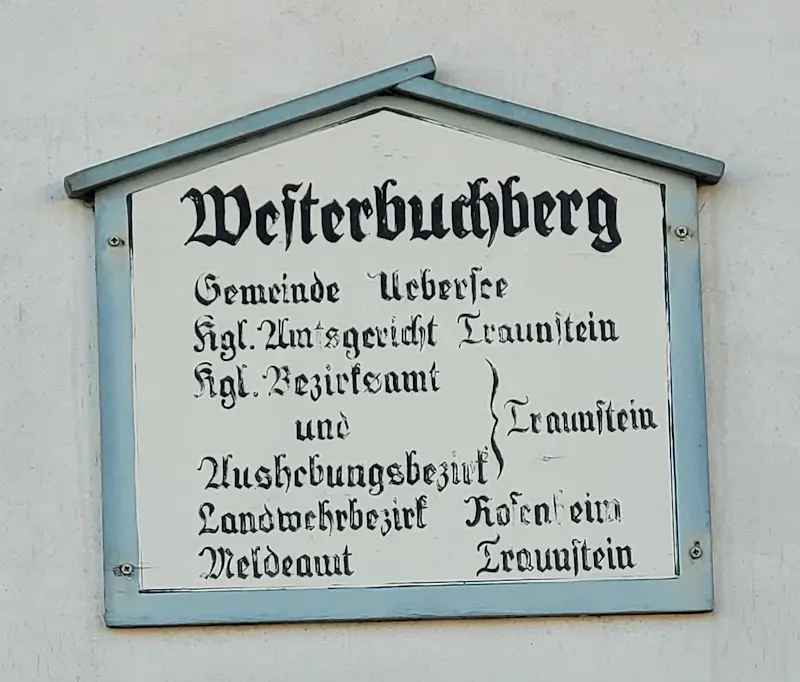 Westerbuchberg
Gemeinde Uebersee
Kgl. Amtsgericht Traunstein
Kgl. Bezirksamt
und
} Traunstein
Aushebungsbezirk
Landwehrbezirk Rosenheim
Meldeamt Traunstein